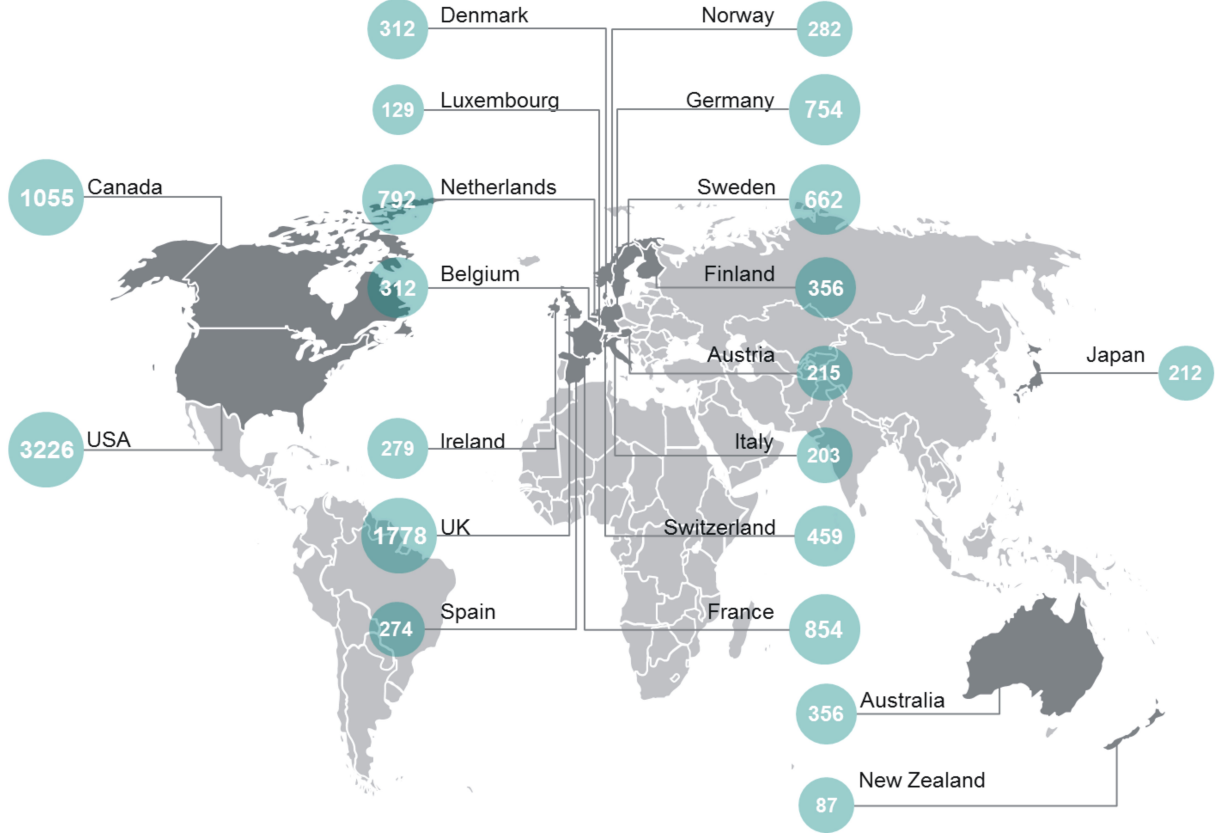 312 Denmark
Norway 282
129 Luxembourg
Germany 754
1055 Canada
792 Netherlands
Sweden 662
312 Belgium
Finland 356
Austria 215
Japan 212
3226 USA
279 Ireland
Italy 203
1778 UK
Switzerland 459
274 Spain
France 854
356 Australia
87 New Zealand